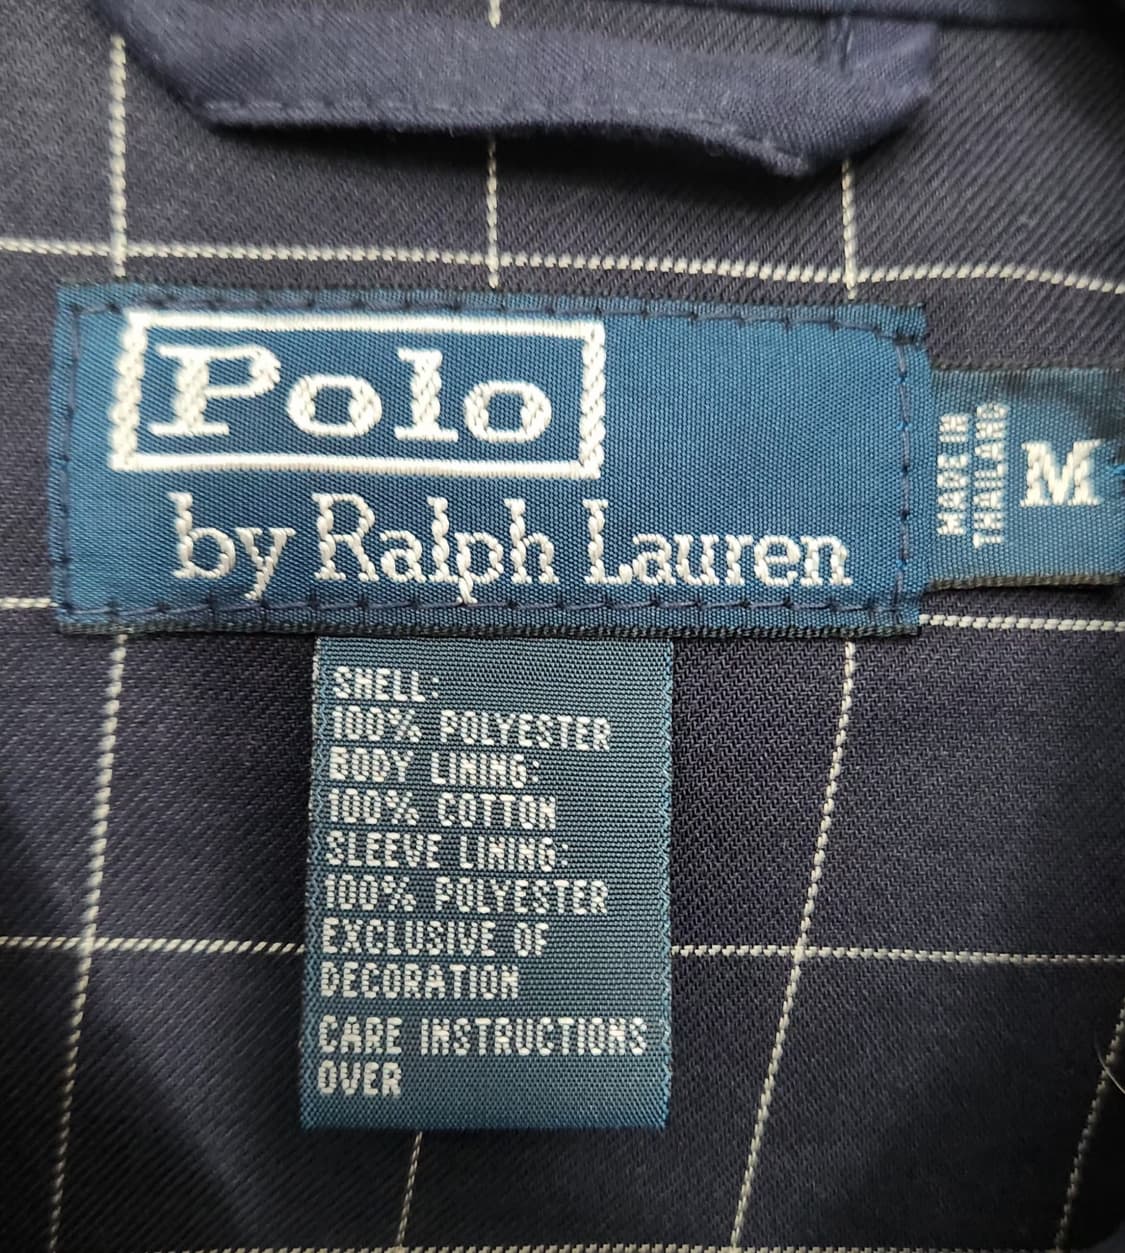 Polo
by Ralph Lauren
MADE IN
THAILAND
M
SHELL:
100% POLYESTER
BODY LINING:
100% COTTON
SLEEVE LINING:
100% POLYESTER
EXCLUSIVE OF
DECORATION
CARE INSTRUCTIONS
OVER